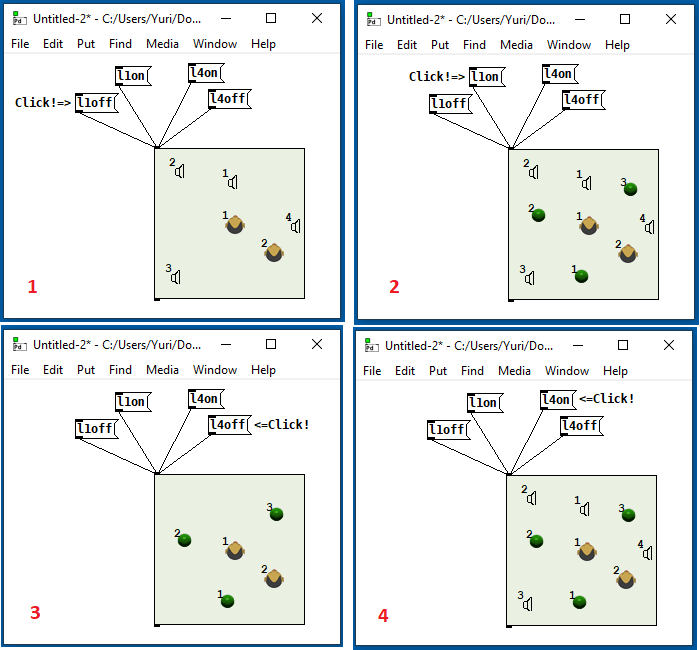 Untitled-2* - C:/Users/Yuri/Do...
File Edit Put Find Media Window Help
l1on
l4on
Click!=> l1off
l4off
2
1
1
4
2
3
1
Untitled-2* - C:/Users/Yuri/Do...
File Edit Put Find Media Window Help
Click!=> l1on
l4on
l1off
l4off
2
1
3
2
1
4
2
3
1
2
Untitled-2* - C:/Users/Yuri/Do...
File Edit Put Find Media Window Help
l1on
l4on
l1off
l4off <=Click!
3
2
1
2
1
3
Untitled-2* - C:/Users/Yuri/Do...
File Edit Put Find Media Window Help
l1on
l4on <=Click!
l1off
l4off
2
1
3
2
1
4
2
3
1
4